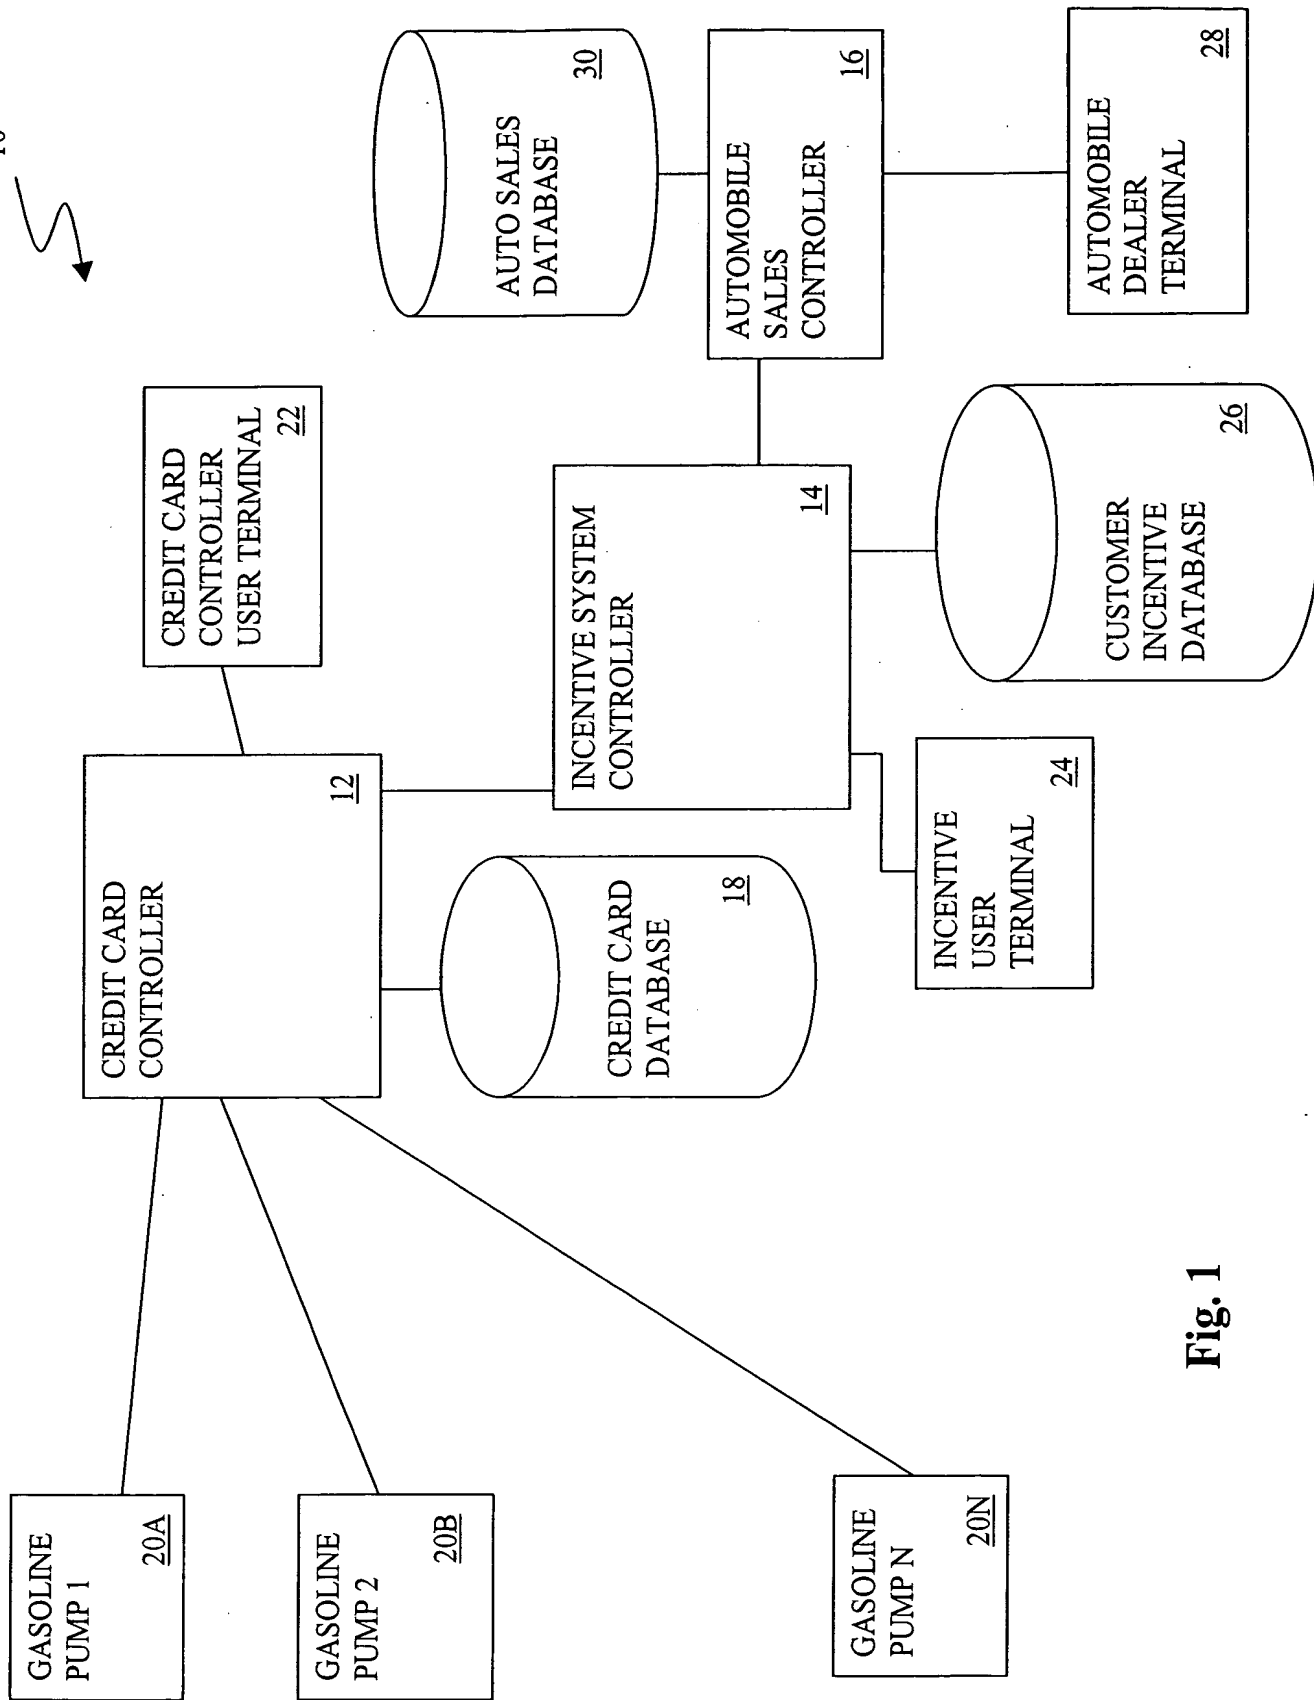 10
GASOLINE
PUMP 1
20A
GASOLINE
PUMP 2
20B
GASOLINE
PUMP N
20N
CREDIT CARD
CONTROLLER
12
CREDIT CARD
CONTROLLER
USER TERMINAL
22
CREDIT CARD
DATABASE
18
INCENTIVE SYSTEM
CONTROLLER
14
INCENTIVE
USER
TERMINAL
24
CUSTOMER
INCENTIVE
DATABASE
26
AUTO SALES
DATABASE
30
AUTOMOBILE
SALES
CONTROLLER
16
AUTOMOBILE
DEALER
TERMINAL
28
Fig. 1